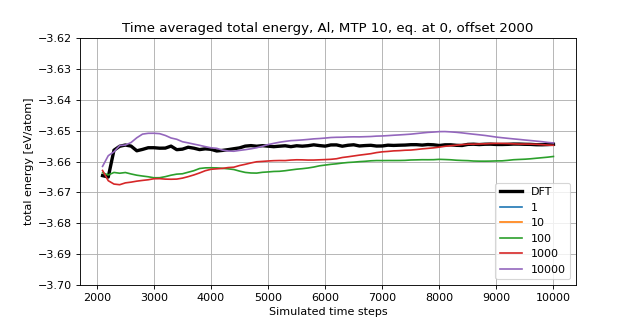 Time averaged total energy, Al, MTP 10, eq. at 0, offset 2000
−3.62
−3.63
−3.64
−3.65
−3.66
−3.67
−3.68
−3.69
−3.70
total energy [eV/atom]
DFT
1
10
100
1000
10000
2000 3000 4000 5000 6000 7000 8000 9000 10000
Simulated time steps